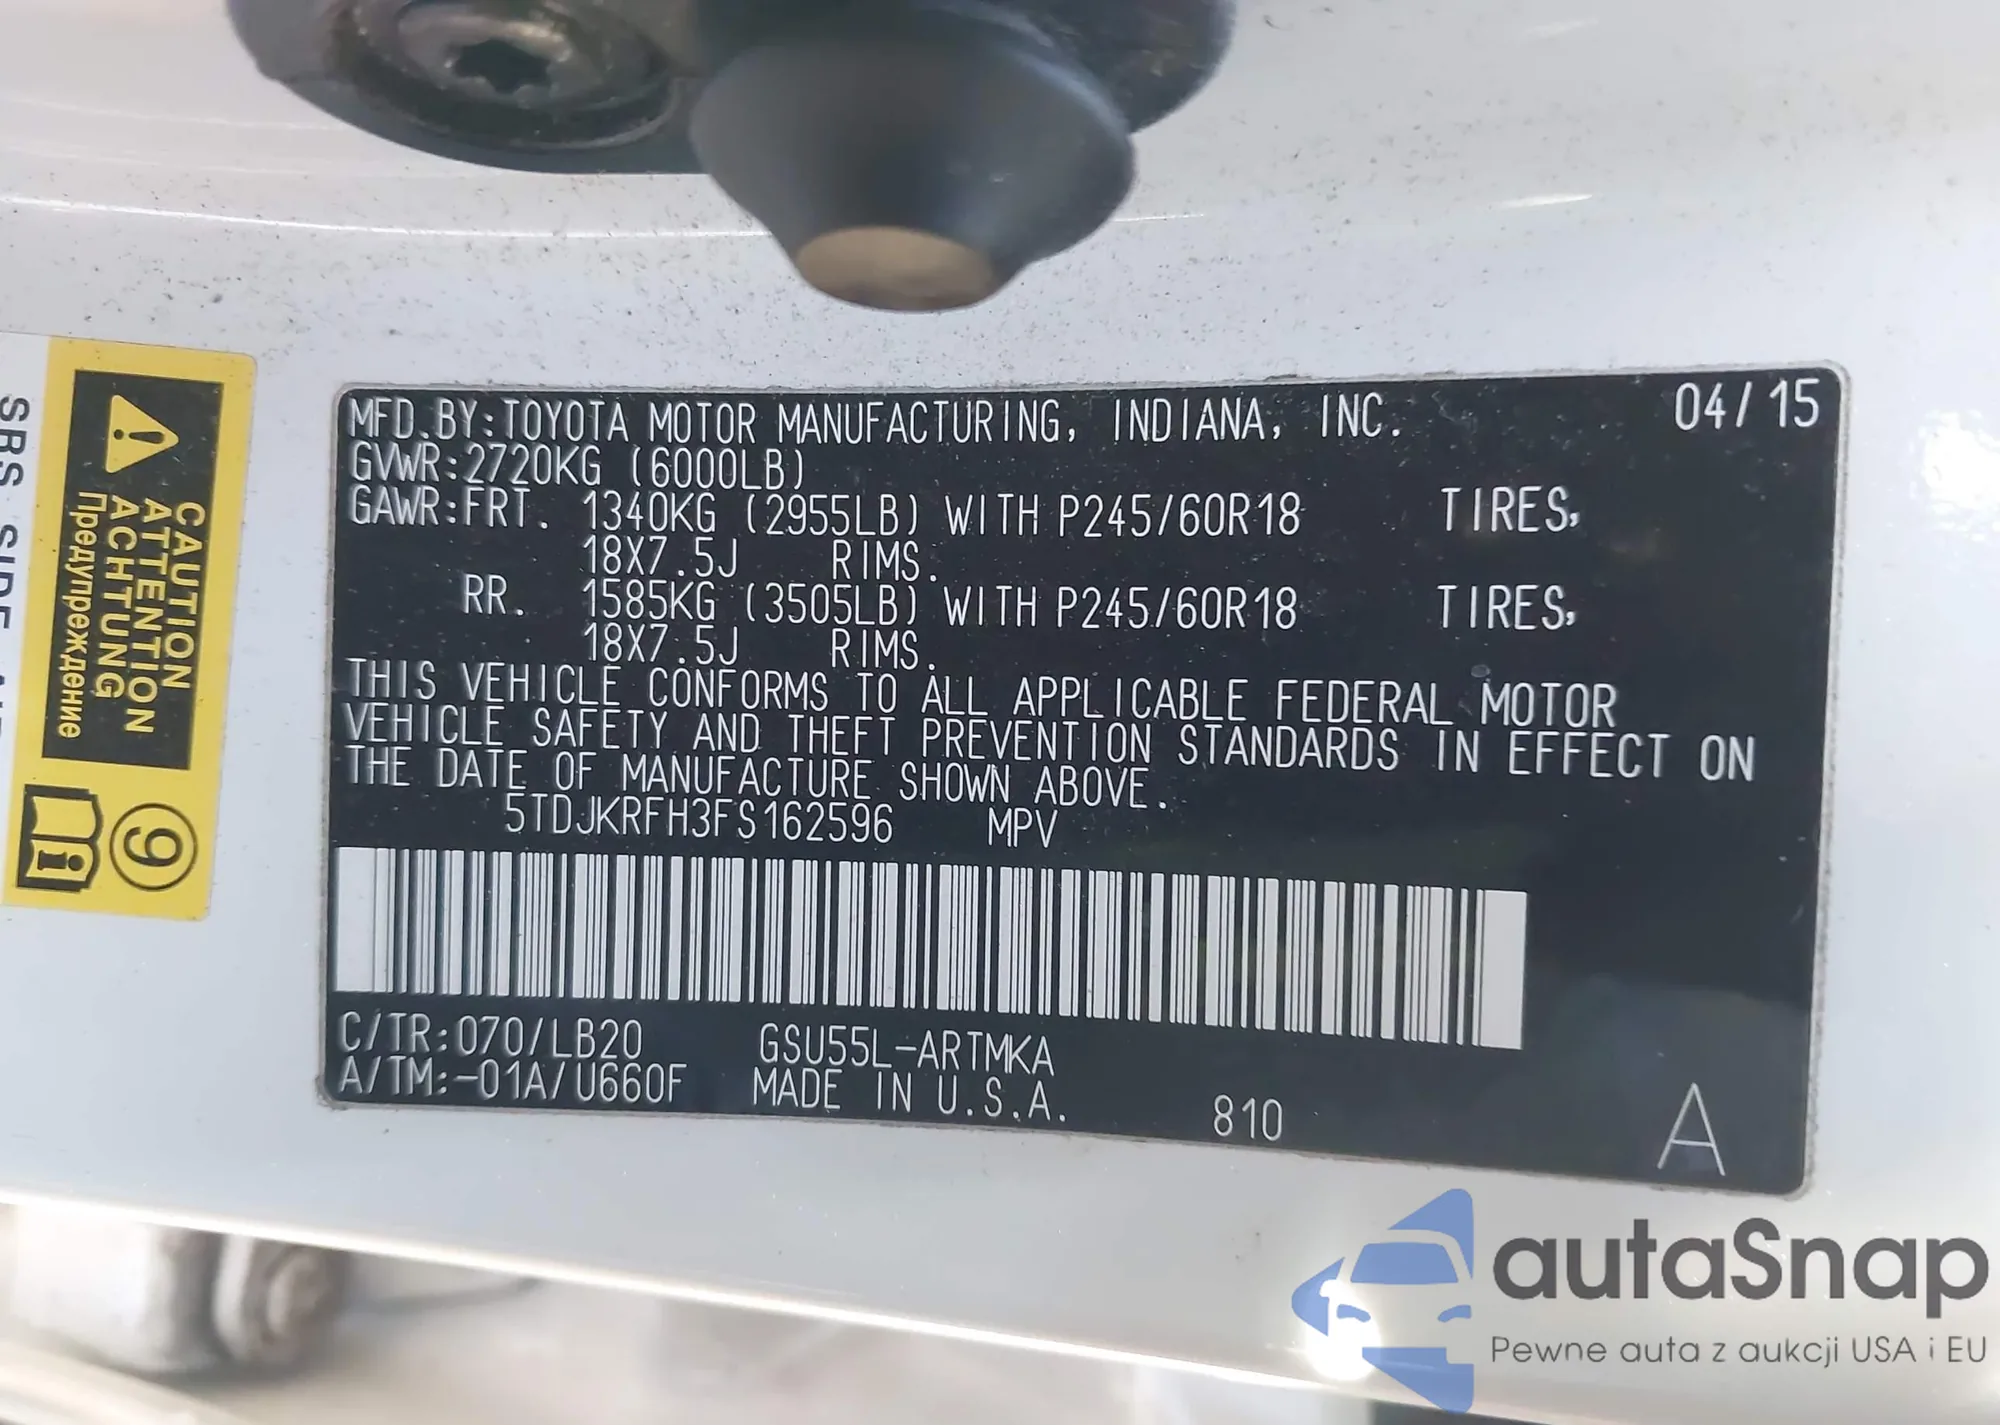 MFD.BY:TOYOTA MOTOR MANUFACTURING, INDIANA, INC. 04/15
GVWR:2720KG (6000LB)
GAWR:FRT. 1340KG (2955LB) WITH P245/60R18 TIRES,
18X7.5J RIMS.
RR. 1585KG (3505LB) WITH P245/60R18 TIRES,
18X7.5J RIMS.
THIS VEHICLE CONFORMS TO ALL APPLICABLE FEDERAL MOTOR
VEHICLE SAFETY AND THEFT PREVENTION STANDARDS IN EFFECT ON
THE DATE OF MANUFACTURE SHOWN ABOVE.
5TDJKRFH3FS162596 MPV
C/TR:070/LB20 GSU55L-ARTMKA
A/TM:-01A/U660F MADE IN U.S.A. 810 A
CAUTION
ATTENTION
ACHTUNG
Предупреждение
9
SRS SIDE
autaSnap
Pewne auta z aukcji USA i EU